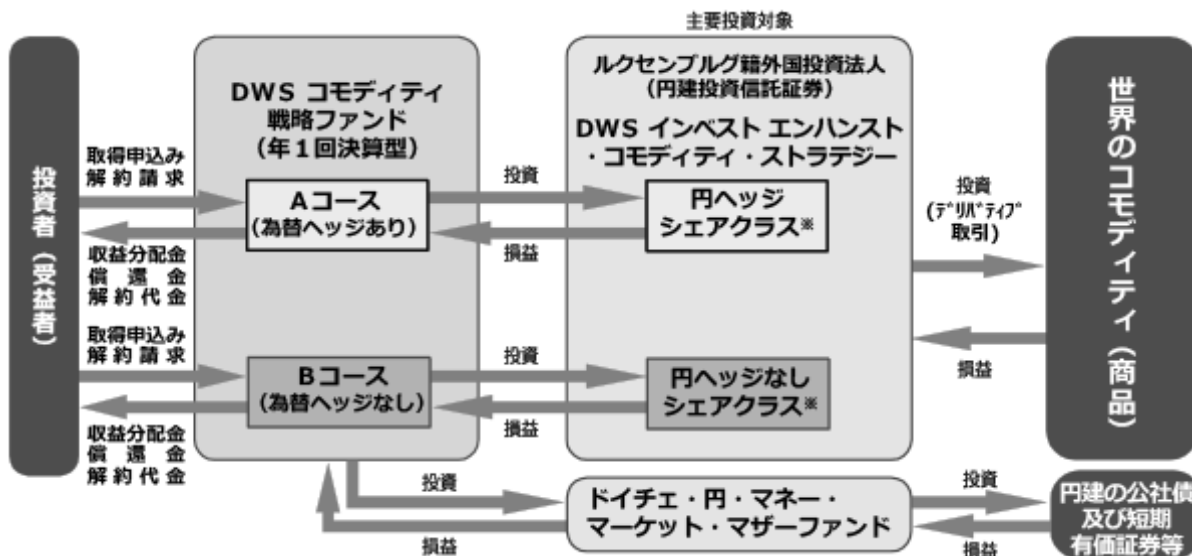 主要投資対象
投資者（受益者）
取得申込み
解約請求
収益分配金
償還金
解約代金
取得申込み
解約請求
収益分配金
償還金
解約代金
DWS コモディティ
戦略ファンド
（年１回決算型）
Aコース
（為替ヘッジあり）
Bコース
（為替ヘッジなし）
投資
損益
投資
損益
ルクセンブルグ籍外国投資法人
（円建投資信託証券）
DWS インベスト エンハンスト
・コモディティ・ストラテジー
円ヘッジ
シェアクラス※
円ヘッジなし
シェアクラス※
投資
(ﾃﾞﾘﾊﾞﾃｨﾌﾞ
取引)
損益
世界のコモディティ（商品）
投資
損益
ドイチェ・円・マネー・
マーケット・マザーファンド
投資
損益
円建の公社債
及び短期
有価証券等